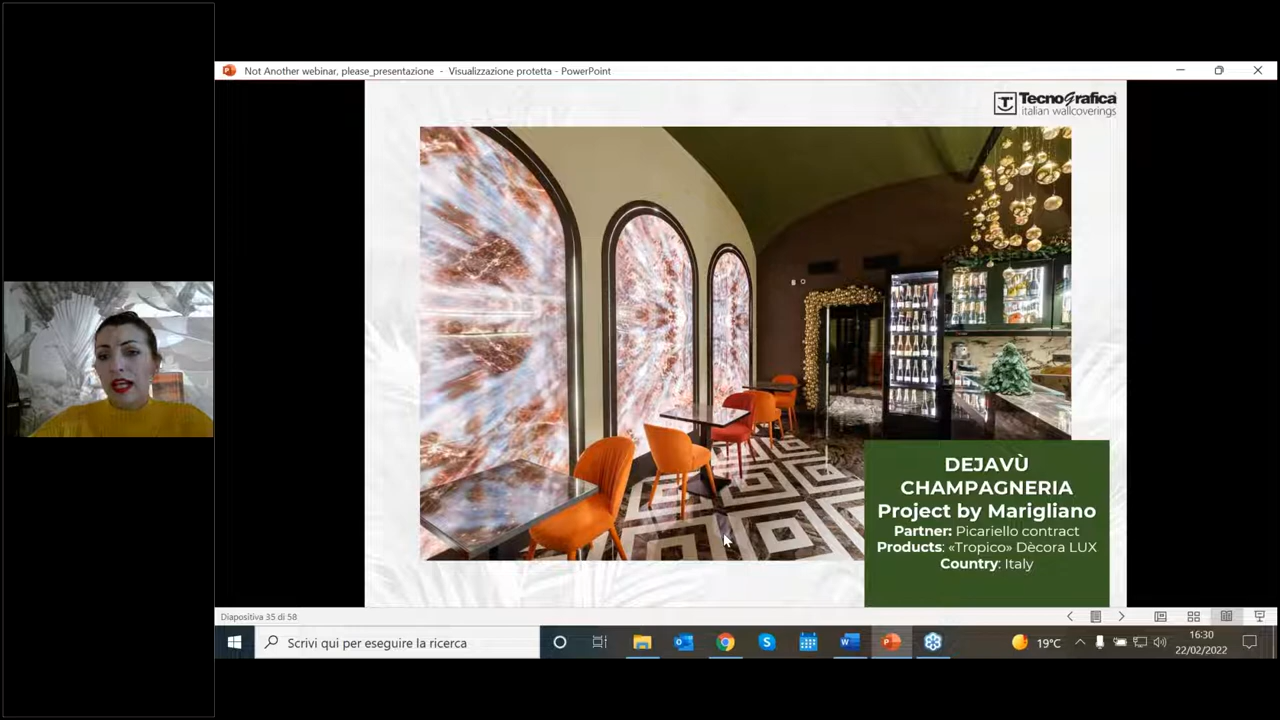 Not Another webinar, please_presentazione - Visualizzazione protetta - PowerPoint
TecnoGrafica
italian wallcoverings
DEJAVÙ
CHAMPAGNERIA
Project by Marigliano
Partner: Picariello contract
Products: «Tropico» Dècora LUX
Country: Italy
Diapositiva 35 di 58
Scrivi qui per eseguire la ricerca
19°C
16:30
22/02/2022